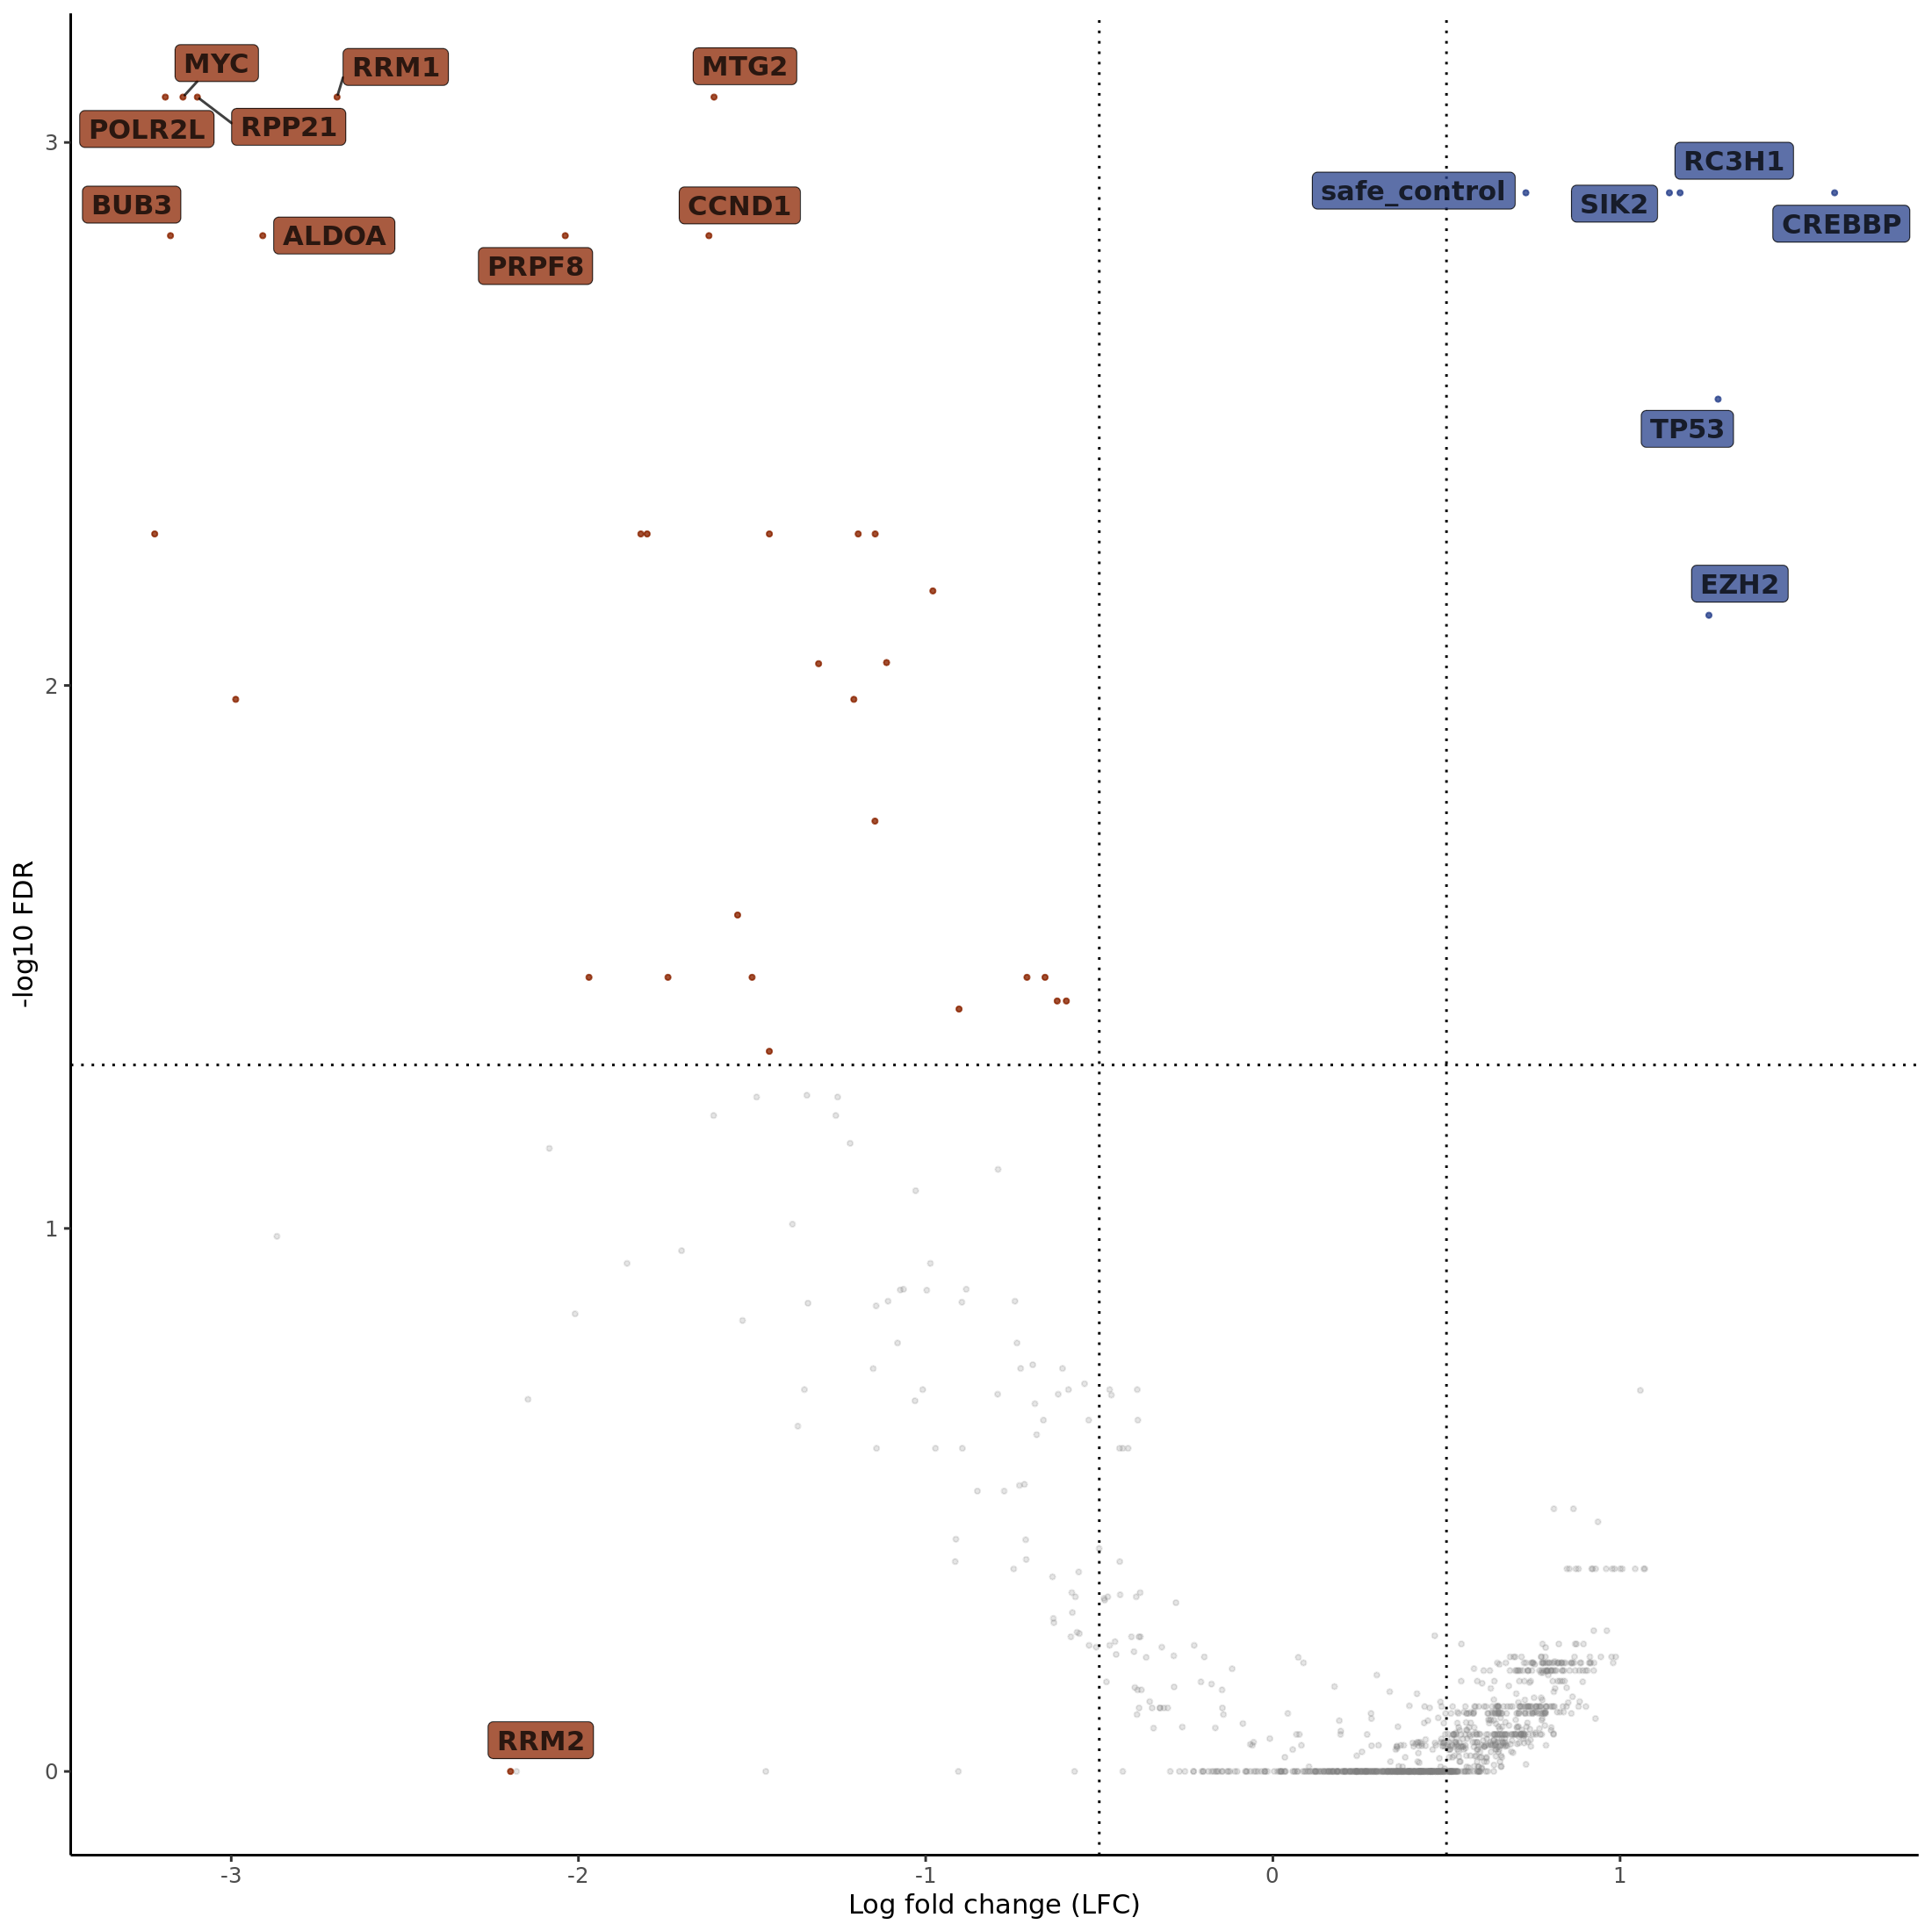 MYC
RRM1
MTG2
POLR2L
RPP21
3
RC3H1
BUB3
CCND1
safe_control
SIK2
ALDOA
CREBBP
PRPF8
TP53
EZH2
2
-log10 FDR
1
RRM2
0
-3
-2
-1
0
1
Log fold change (LFC)